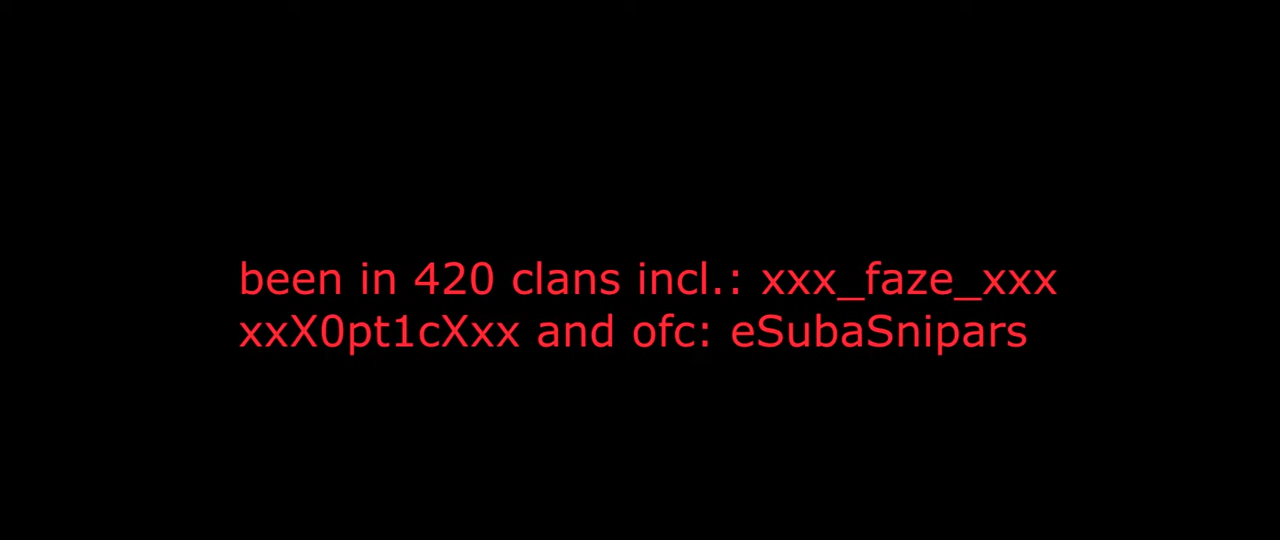 been in 420 clans incl.: xxx_faze_xxx
xxX0pt1cXxx and ofc: eSubaSnipars